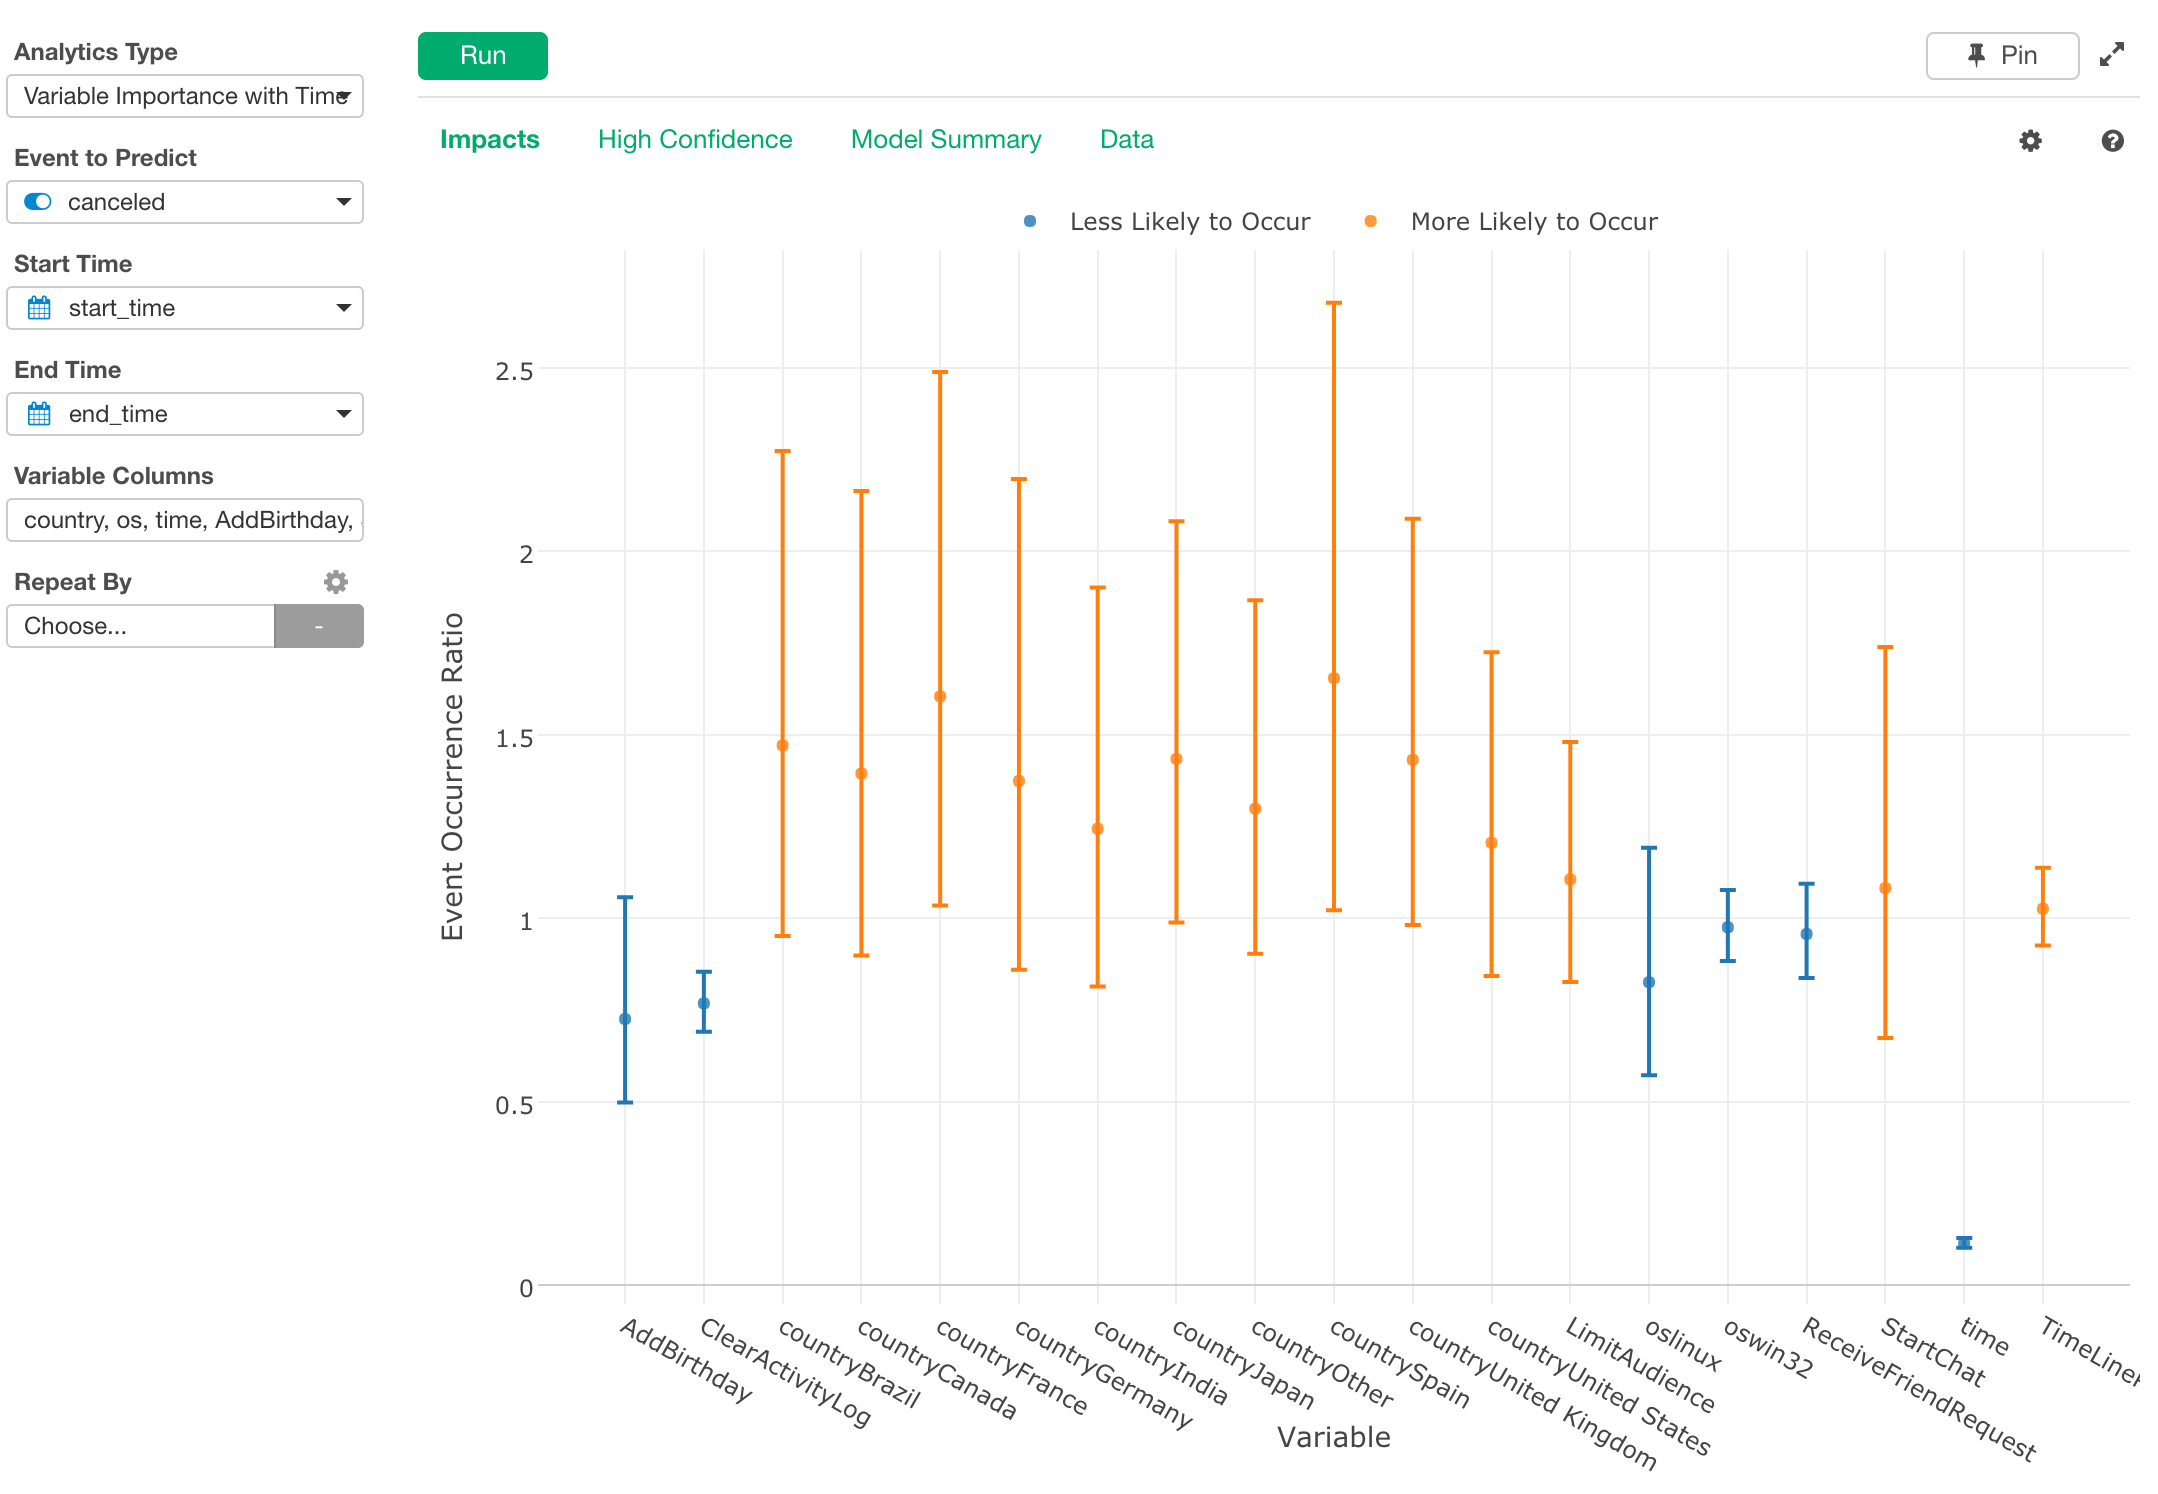 Analytics Type
Variable Importance with Time
Event to Predict
canceled
Start Time
start_time
End Time
end_time
Variable Columns
country, os, time, AddBirthday,
Repeat By
Choose...
-
Run
Pin
Impacts High Confidence Model Summary Data
Less Likely to Occur More Likely to Occur
Event Occurrence Ratio
2.5
2
1.5
1
0.5
0
AddBirthday
ClearActivityLog
countryBrazil
countryCanada
countryFrance
countryGermany
countryIndia
countryJapan
countryOther
countrySpain
countryUnited Kingdom
countryUnited States
LimitAudience
oslinux
oswin32
ReceiveFriendRequest
StartChat
time
Variable